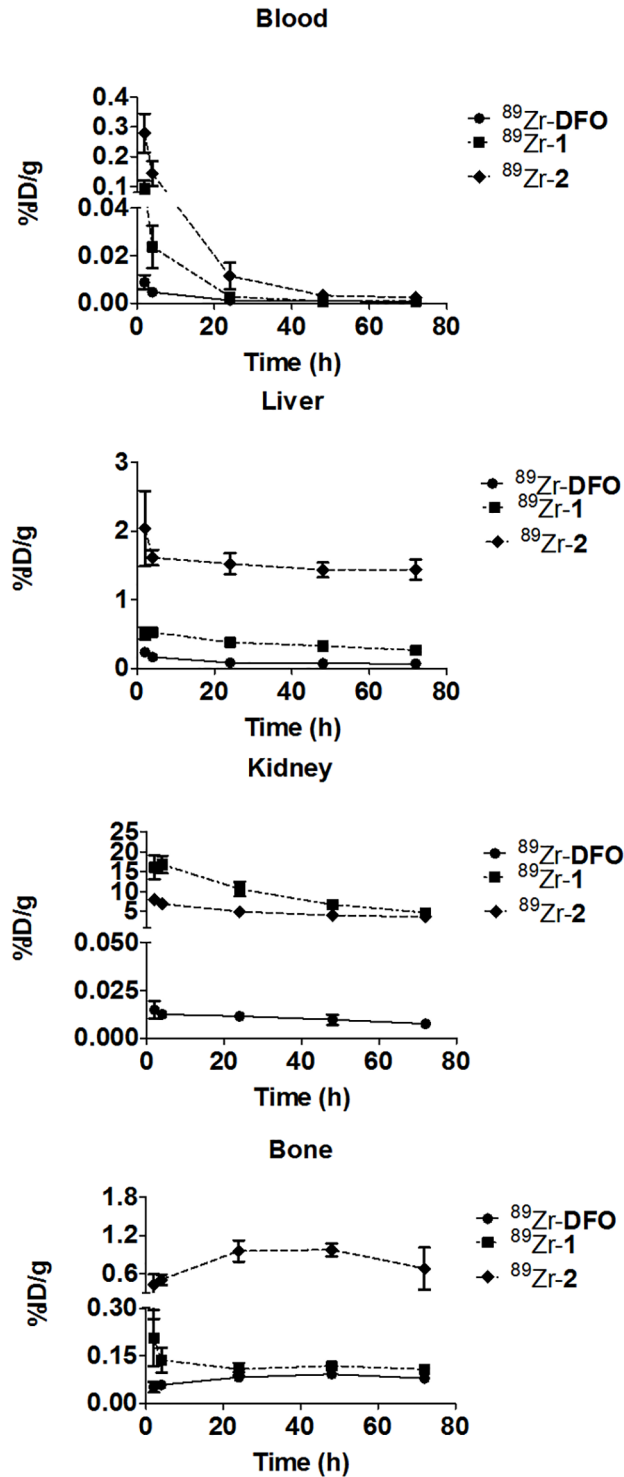 Blood
0.4
0.3
0.2
0.1
0.04
0.02
0.00
%ID/g
0 20 40 60 80
Time (h)
⁸⁹Zr-DFO
⁸⁹Zr-1
⁸⁹Zr-2
Liver
3
2
1
0
%ID/g
0 20 40 60 80
Time (h)
⁸⁹Zr-DFO
⁸⁹Zr-1
⁸⁹Zr-2
Kidney
25
20
15
10
5
0.050
0.025
0.000
%ID/g
0 20 40 60 80
Time (h)
⁸⁹Zr-DFO
⁸⁹Zr-1
⁸⁹Zr-2
Bone
1.8
1.2
0.6
0.30
0.15
0.00
%ID/g
0 20 40 60 80
Time (h)
⁸⁹Zr-DFO
⁸⁹Zr-1
⁸⁹Zr-2